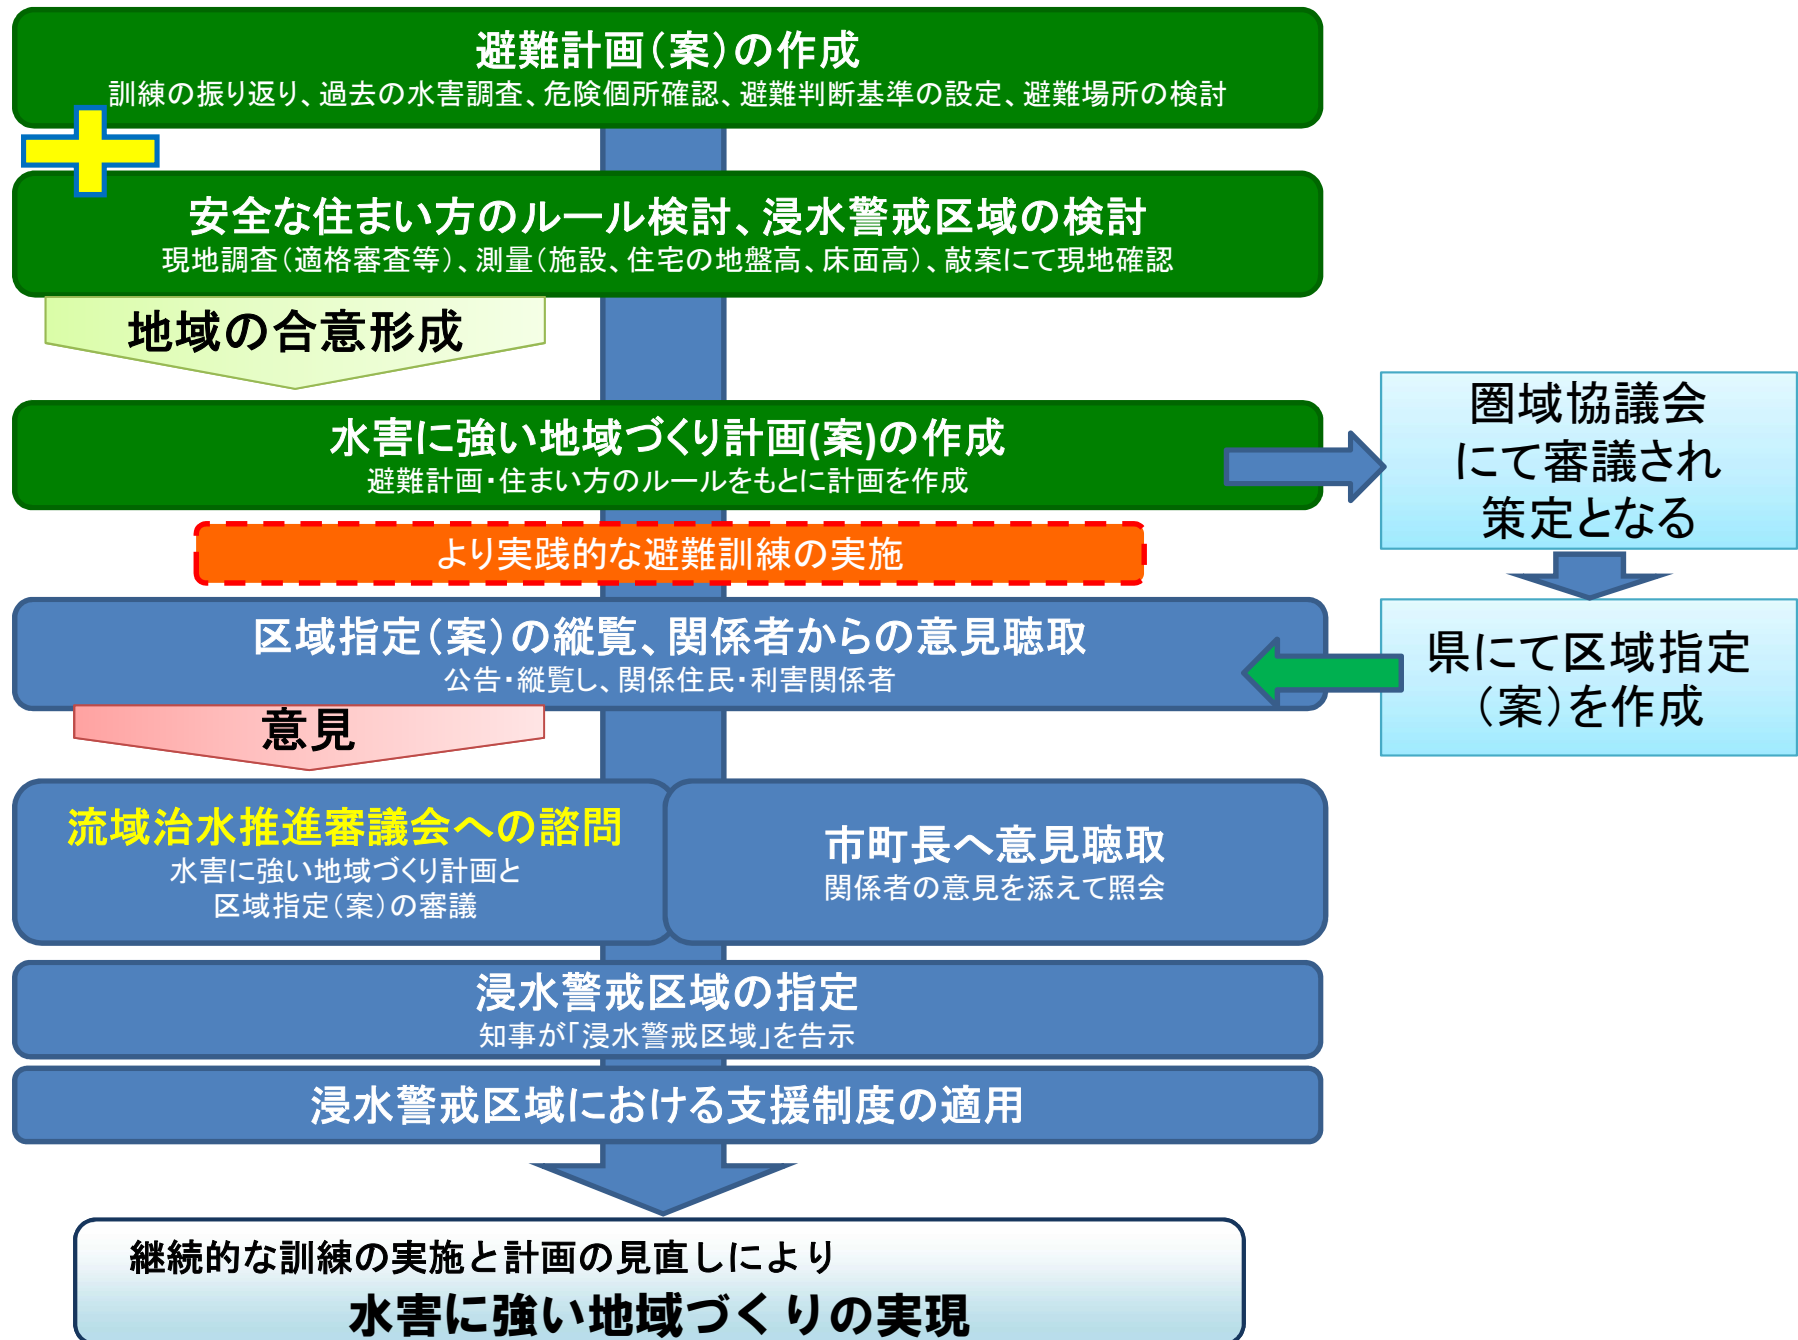 避難計画（案）の作成
訓練の振り返り、過去の水害調査、危険個所確認、避難判断基準の設定、避難場所の検討
安全な住まい方のルール検討、浸水警戒区域の検討
現地調査（適格審査等）、測量（施設、住宅の地盤高、床面高）、敲案にて現地確認
地域の合意形成
水害に強い地域づくり計画(案)の作成
避難計画・住まい方のルールをもとに計画を作成
圏域協議会
にて審議され
策定となる
より実践的な避難訓練の実施
区域指定（案）の縦覧、関係者からの意見聴取
公告・縦覧し、関係住民・利害関係者
県にて区域指定
（案）を作成
意見
流域治水推進審議会への諮問
水害に強い地域づくり計画と
区域指定（案）の審議
市町長へ意見聴取
関係者の意見を添えて照会
浸水警戒区域の指定
知事が「浸水警戒区域」を告示
浸水警戒区域における支援制度の適用
継続的な訓練の実施と計画の見直しにより
水害に強い地域づくりの実現